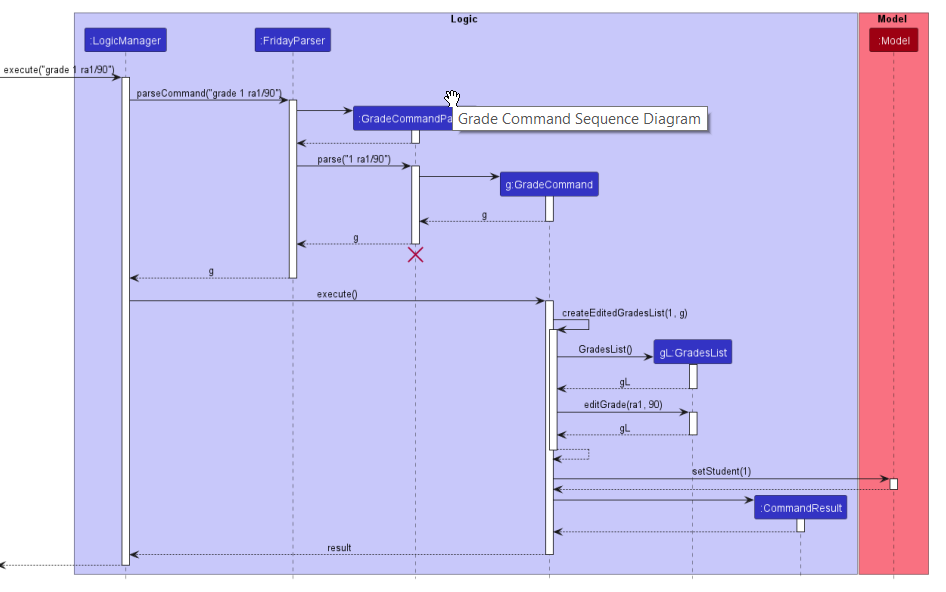 Logic
Model
:LogicManager
:FridayParser
:Model
execute("grade 1 ra1/90")
parseCommand("grade 1 ra1/90")
Grade Command Sequence Diagram
parse("1 ra1/90")
g:GradeCommand
g
g
g
execute()
createEditedGradesList(1, g)
GradesList()
gL:GradesList
gL
editGrade(ra1, 90)
gL
setStudent(1)
:CommandResult
result